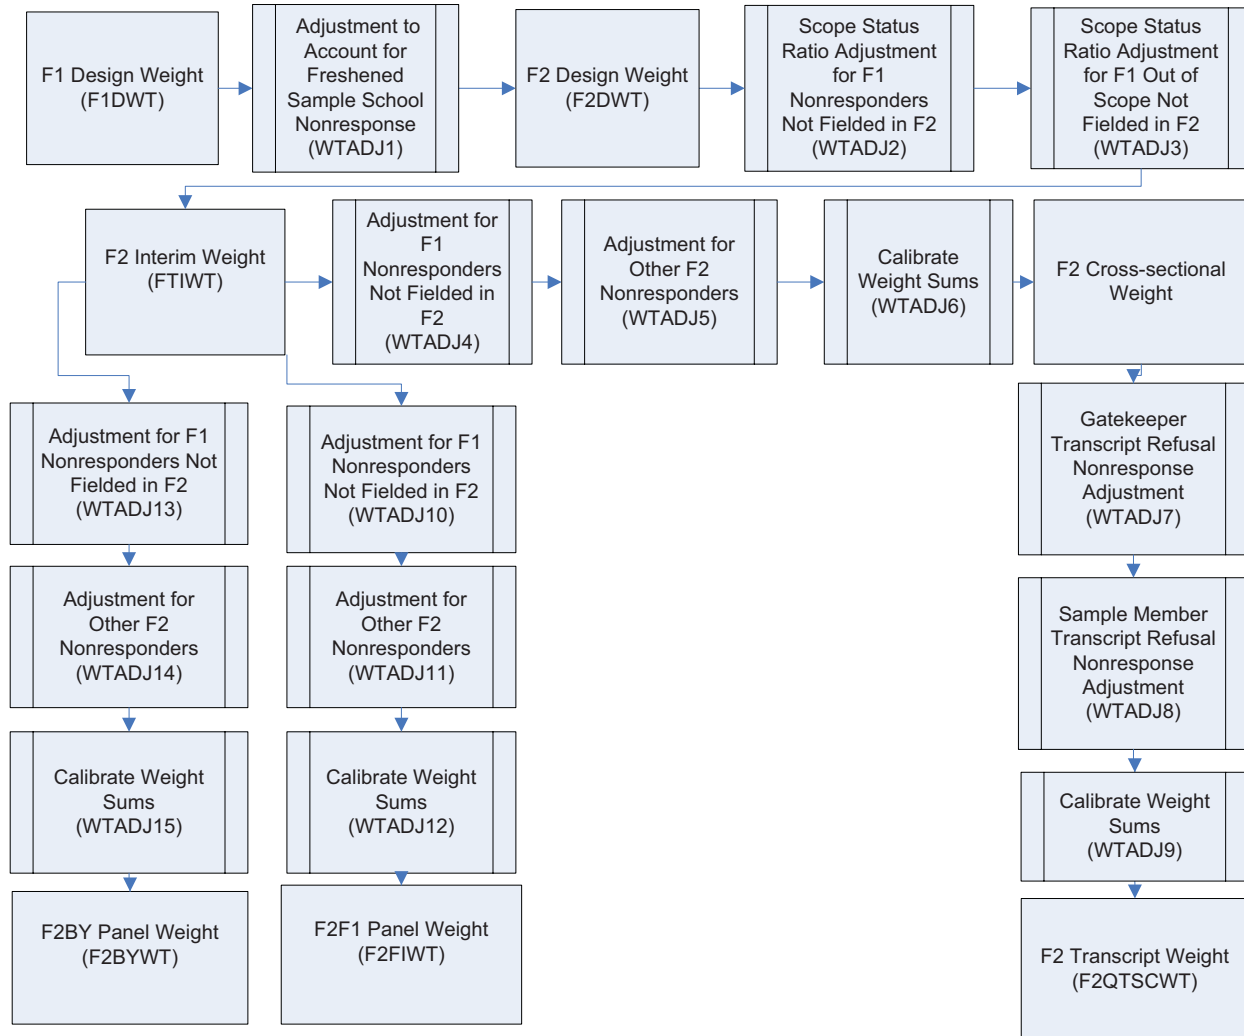 F1 Design Weight
(F1DWT)
Adjustment to
Account for
Freshened
Sample School
Nonresponse
(WTADJ1)
F2 Design Weight
(F2DWT)
Scope Status
Ratio Adjustment
for F1
Nonresponders
Not Fielded in F2
(WTADJ2)
Scope Status
Ratio Adjustment
for F1 Out of
Scope Not
Fielded in F2
(WTADJ3)
F2 Interim Weight
(FTIWT)
Adjustment for
F1
Nonresponders
Not Fielded in
F2
(WTADJ4)
Adjustment for
Other F2
Nonresponders
(WTADJ5)
Calibrate
Weight Sums
(WTADJ6)
F2 Cross-sectional
Weight
Adjustment for F1
Nonresponders Not
Fielded in F2
(WTADJ13)
Adjustment for F1
Nonresponders
Not Fielded in F2
(WTADJ10)
Gatekeeper
Transcript Refusal
Nonresponse
Adjustment
(WTADJ7)
Adjustment for
Other F2
Nonresponders
(WTADJ14)
Adjustment for
Other F2
Nonresponders
(WTADJ11)
Sample Member
Transcript Refusal
Nonresponse
Adjustment
(WTADJ8)
Calibrate Weight
Sums
(WTADJ15)
Calibrate Weight
Sums
(WTADJ12)
Calibrate Weight
Sums
(WTADJ9)
F2BY Panel Weight
(F2BYWT)
F2F1 Panel Weight
(F2FIWT)
F2 Transcript Weight
(F2QTSCWT)